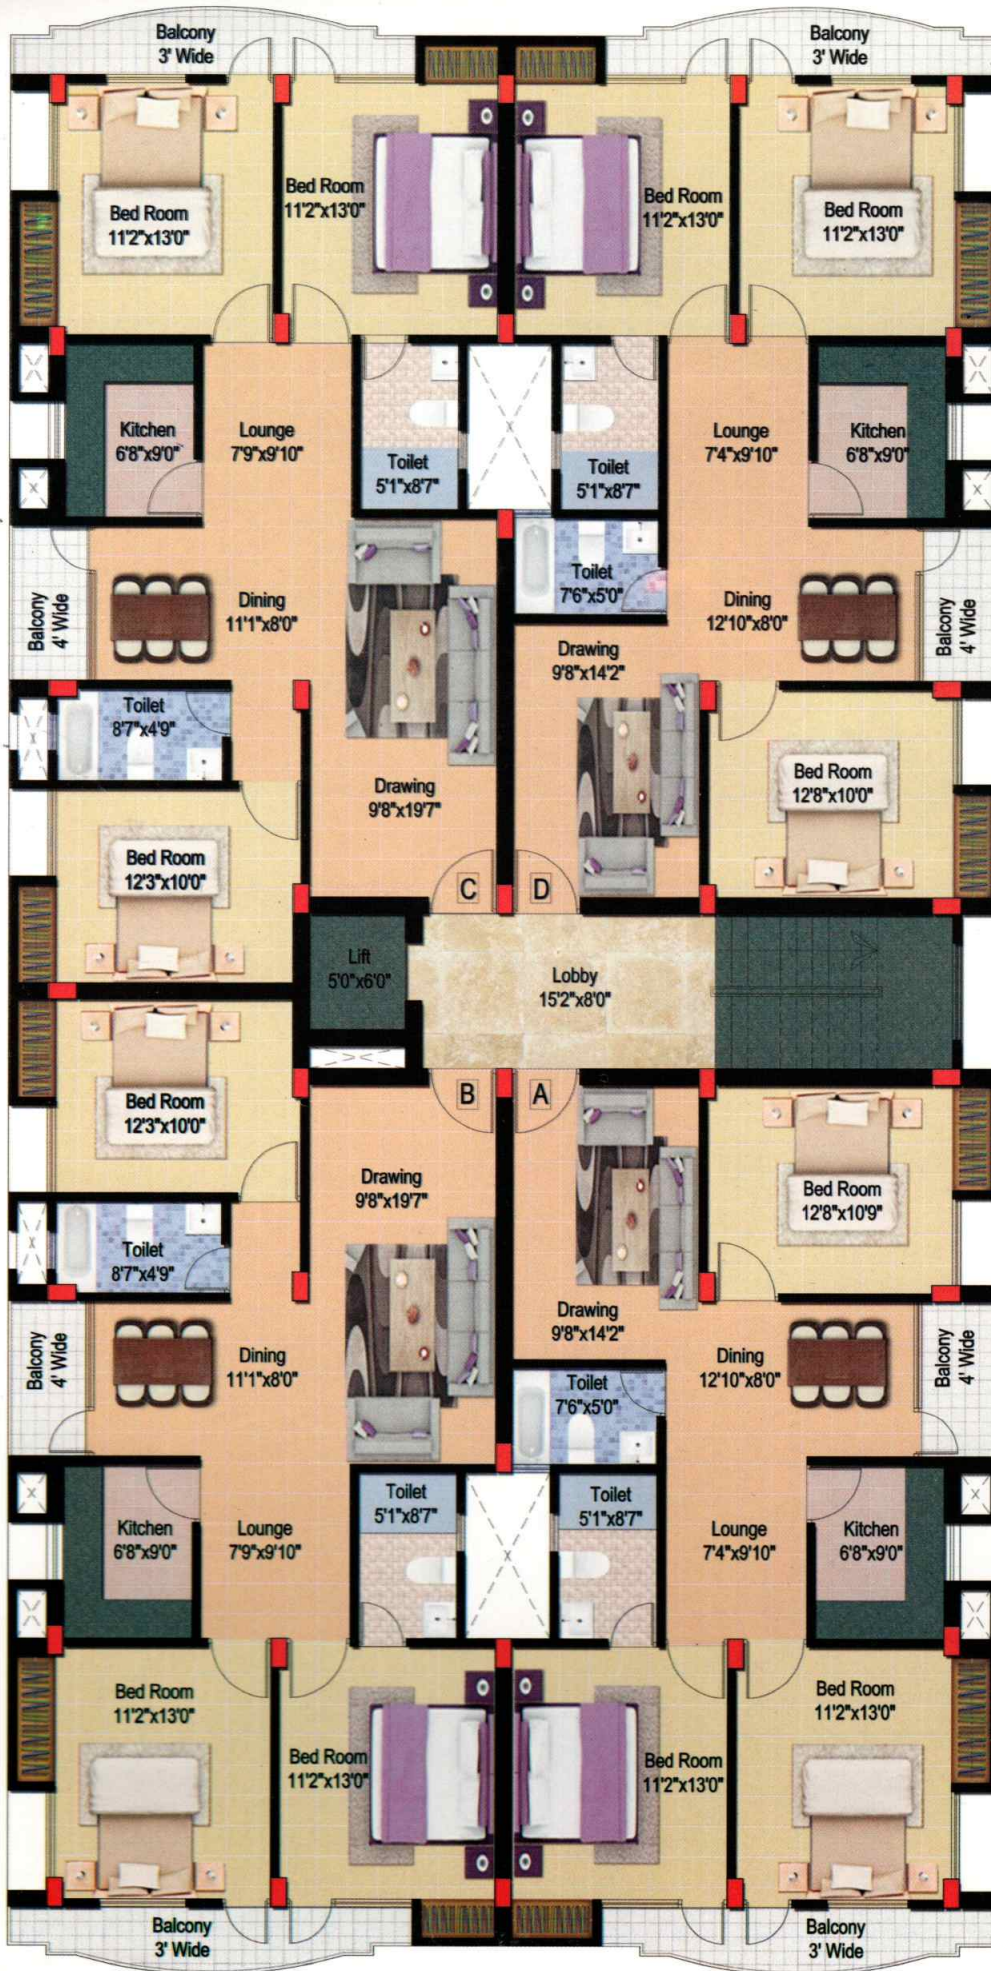 Balcony
3' Wide
Balcony
3' Wide
Bed Room
11'2"x13'0"
Bed Room
11'2"x13'0"
Bed Room
11'2"x13'0"
Bed Room
11'2"x13'0"
Kitchen
6'8"x9'0"
Lounge
7'9"x9'10"
Toilet
5'1"x8'7"
Toilet
5'1"x8'7"
Lounge
7'4"x9'10"
Kitchen
6'8"x9'0"
Balcony
4' Wide
Dining
11'1"x8'0"
Toilet
7'6"x5'0"
Dining
12'10"x8'0"
Balcony
4' Wide
Drawing
9'8"x14'2"
Toilet
8'7"x4'9"
Drawing
9'8"x19'7"
Bed Room
12'8"x10'0"
Bed Room
12'3"x10'0"
C
D
Lift
5'0"x6'0"
Lobby
15'2"x8'0"
B
A
Bed Room
12'3"x10'0"
Drawing
9'8"x19'7"
Bed Room
12'8"x10'9"
Toilet
8'7"x4'9"
Drawing
9'8"x14'2"
Balcony
4' Wide
Dining
11'1"x8'0"
Toilet
7'6"x5'0"
Dining
12'10"x8'0"
Balcony
4' Wide
Kitchen
6'8"x9'0"
Lounge
7'9"x9'10"
Toilet
5'1"x8'7"
Toilet
5'1"x8'7"
Lounge
7'4"x9'10"
Kitchen
6'8"x9'0"
Bed Room
11'2"x13'0"
Bed Room
11'2"x13'0"
Bed Room
11'2"x13'0"
Bed Room
11'2"x13'0"
Balcony
3' Wide
Balcony
3' Wide